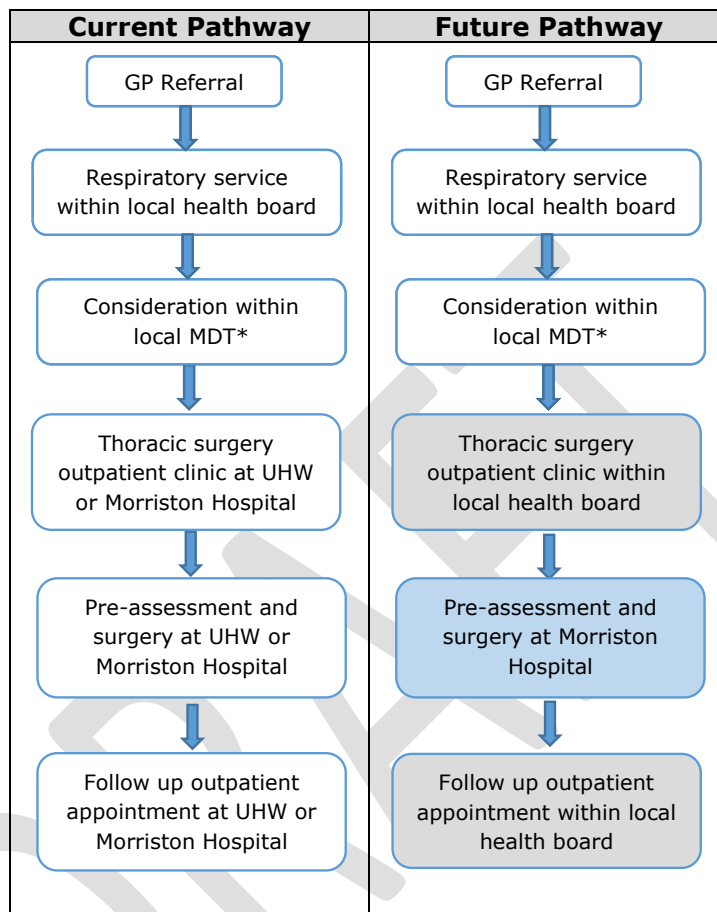 Current Pathway
GP Referral
Respiratory service
within local health board
Consideration within
local MDT*
Thoracic surgery
outpatient clinic at UHW
or Morriston Hospital
Pre-assessment and
surgery at UHW or
Morriston Hospital
Follow up outpatient
appointment at UHW or
Morriston Hospital
Future Pathway
GP Referral
Respiratory service
within local health board
Consideration within
local MDT*
Thoracic surgery
outpatient clinic within
local health board
Pre-assessment and
surgery at Morriston
Hospital
Follow up outpatient
appointment within local
health board
DRAFT